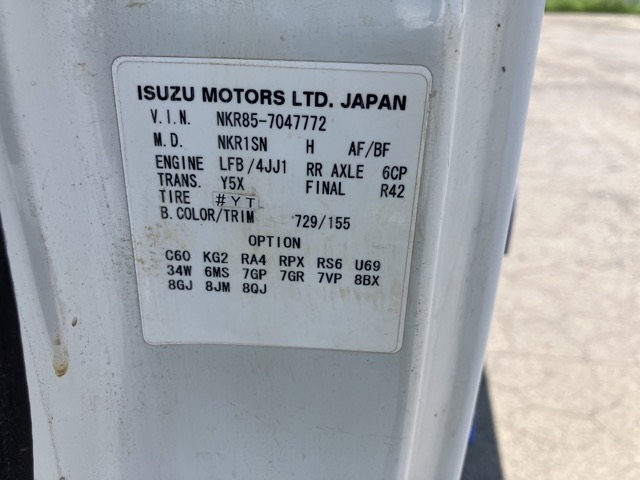 ISUZU MOTORS LTD. JAPAN
V.I.N. NKR85-7047772
M.D. NKR1SN H AF/BF
ENGINE LFB/4JJ1 RR AXLE 6CP
TRANS. Y5X FINAL R42
TIRE #YT
B.COLOR/TRIM 729/155
OPTION
C60 KG2 RA4 RPX RS6 U69
34W 6MS 7GP 7GR 7VP 8BX
8GJ 8JM 8QJ